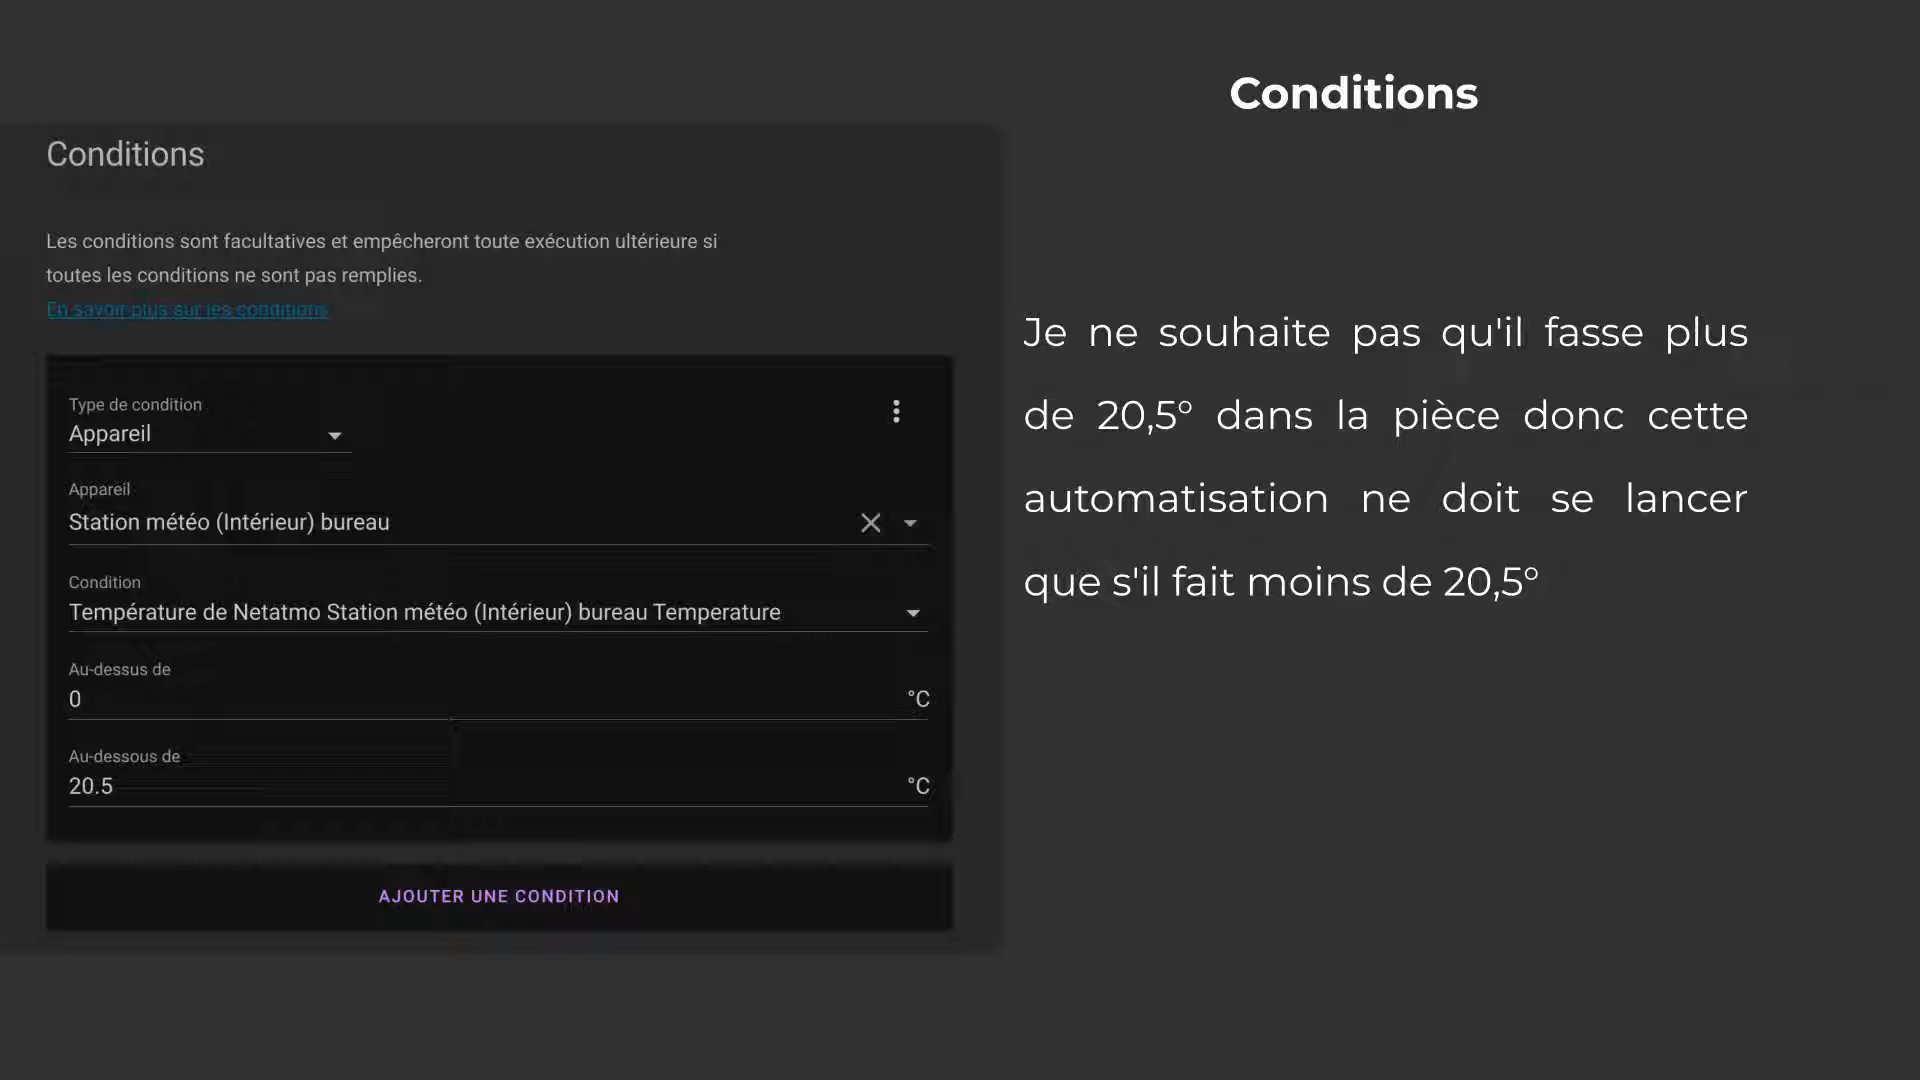 Conditions
Conditions
Les conditions sont facultatives et empêcheront toute exécution ultérieure si
toutes les conditions ne sont pas remplies.
En savoir plus sur les conditions
Type de condition
Appareil
Appareil
Station météo (Intérieur) bureau
Condition
Température de Netatmo Station météo (Intérieur) bureau Temperature
Au-dessus de
0 °C
Au-dessous de
20.5 °C
AJOUTER UNE CONDITION
Je ne souhaite pas qu'il fasse plus
de 20,5° dans la pièce donc cette
automatisation ne doit se lancer
que s'il fait moins de 20,5°